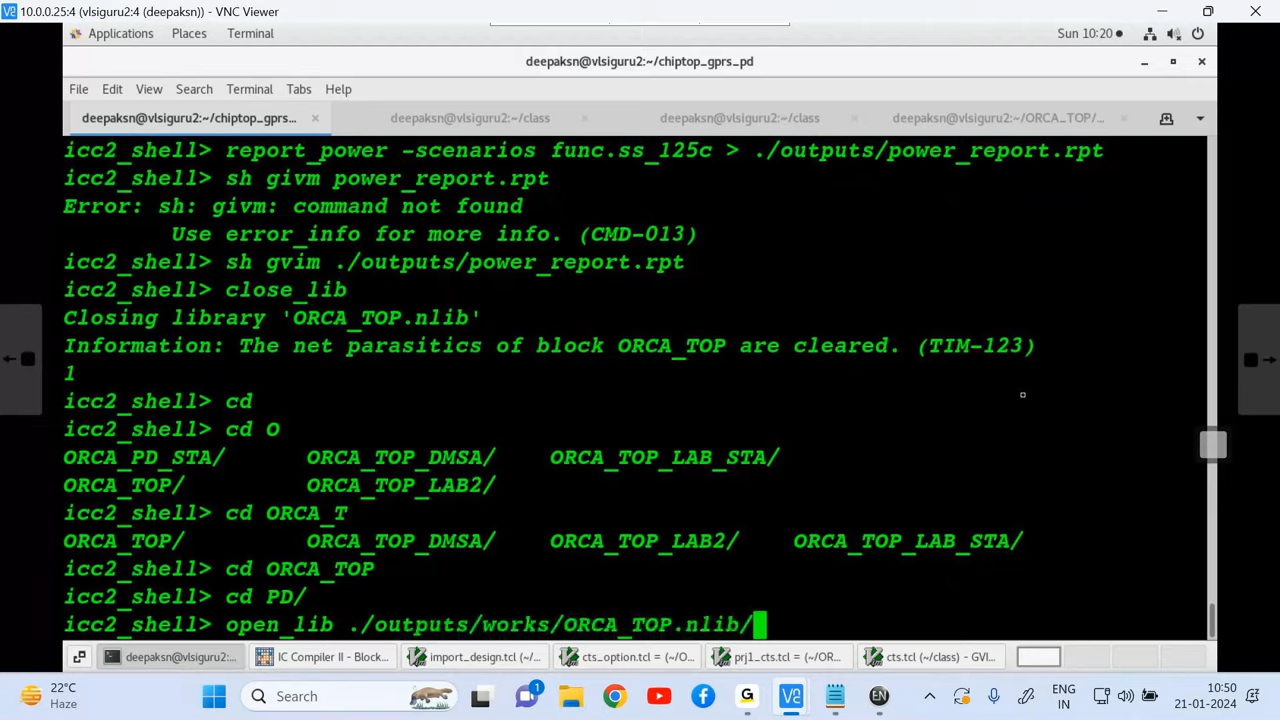 10.0.0.25:4 (vlsiguru2:4 (deepaksn)) - VNC Viewer
Applications Places Terminal Sun 10:20
deepaksn@vlsiguru2:~/chiptop_gprs_pd
File Edit View Search Terminal Tabs Help
deepaksn@vlsiguru2:~/chiptop_gprs... deepaksn@vlsiguru2:~/class deepaksn@vlsiguru2:~/class deepaksn@vlsiguru2:~/ORCA_TOP/...
icc2_shell> report_power -scenarios func.ss_125c > ./outputs/power_report.rpt
icc2_shell> sh givm power_report.rpt
Error: sh: givm: command not found
Use error_info for more info. (CMD-013)
icc2_shell> sh gvim ./outputs/power_report.rpt
icc2_shell> close_lib
Closing library 'ORCA_TOP.nlib'
Information: The net parasitics of block ORCA_TOP are cleared. (TIM-123)
1
icc2_shell> cd
icc2_shell> cd O
ORCA_PD_STA/ ORCA_TOP_DMSA/ ORCA_TOP_LAB_STA/
ORCA_TOP/ ORCA_TOP_LAB2/
icc2_shell> cd ORCA_T
ORCA_TOP/ ORCA_TOP_DMSA/ ORCA_TOP_LAB2/ ORCA_TOP_LAB_STA/
icc2_shell> cd ORCA_TOP
icc2_shell> cd PD/
icc2_shell> open_lib ./outputs/works/ORCA_TOP.nlib/
deepaksn@vlsiguru2:... IC Compiler II - Block... import_design.tcl (~/... cts_option.tcl = (~/O... prj1_cts.tcl = (~/OR... cts.tcl (~/class) - GVI...
22°C
Haze
Search
1
ENG
IN
10:50
21-01-2024